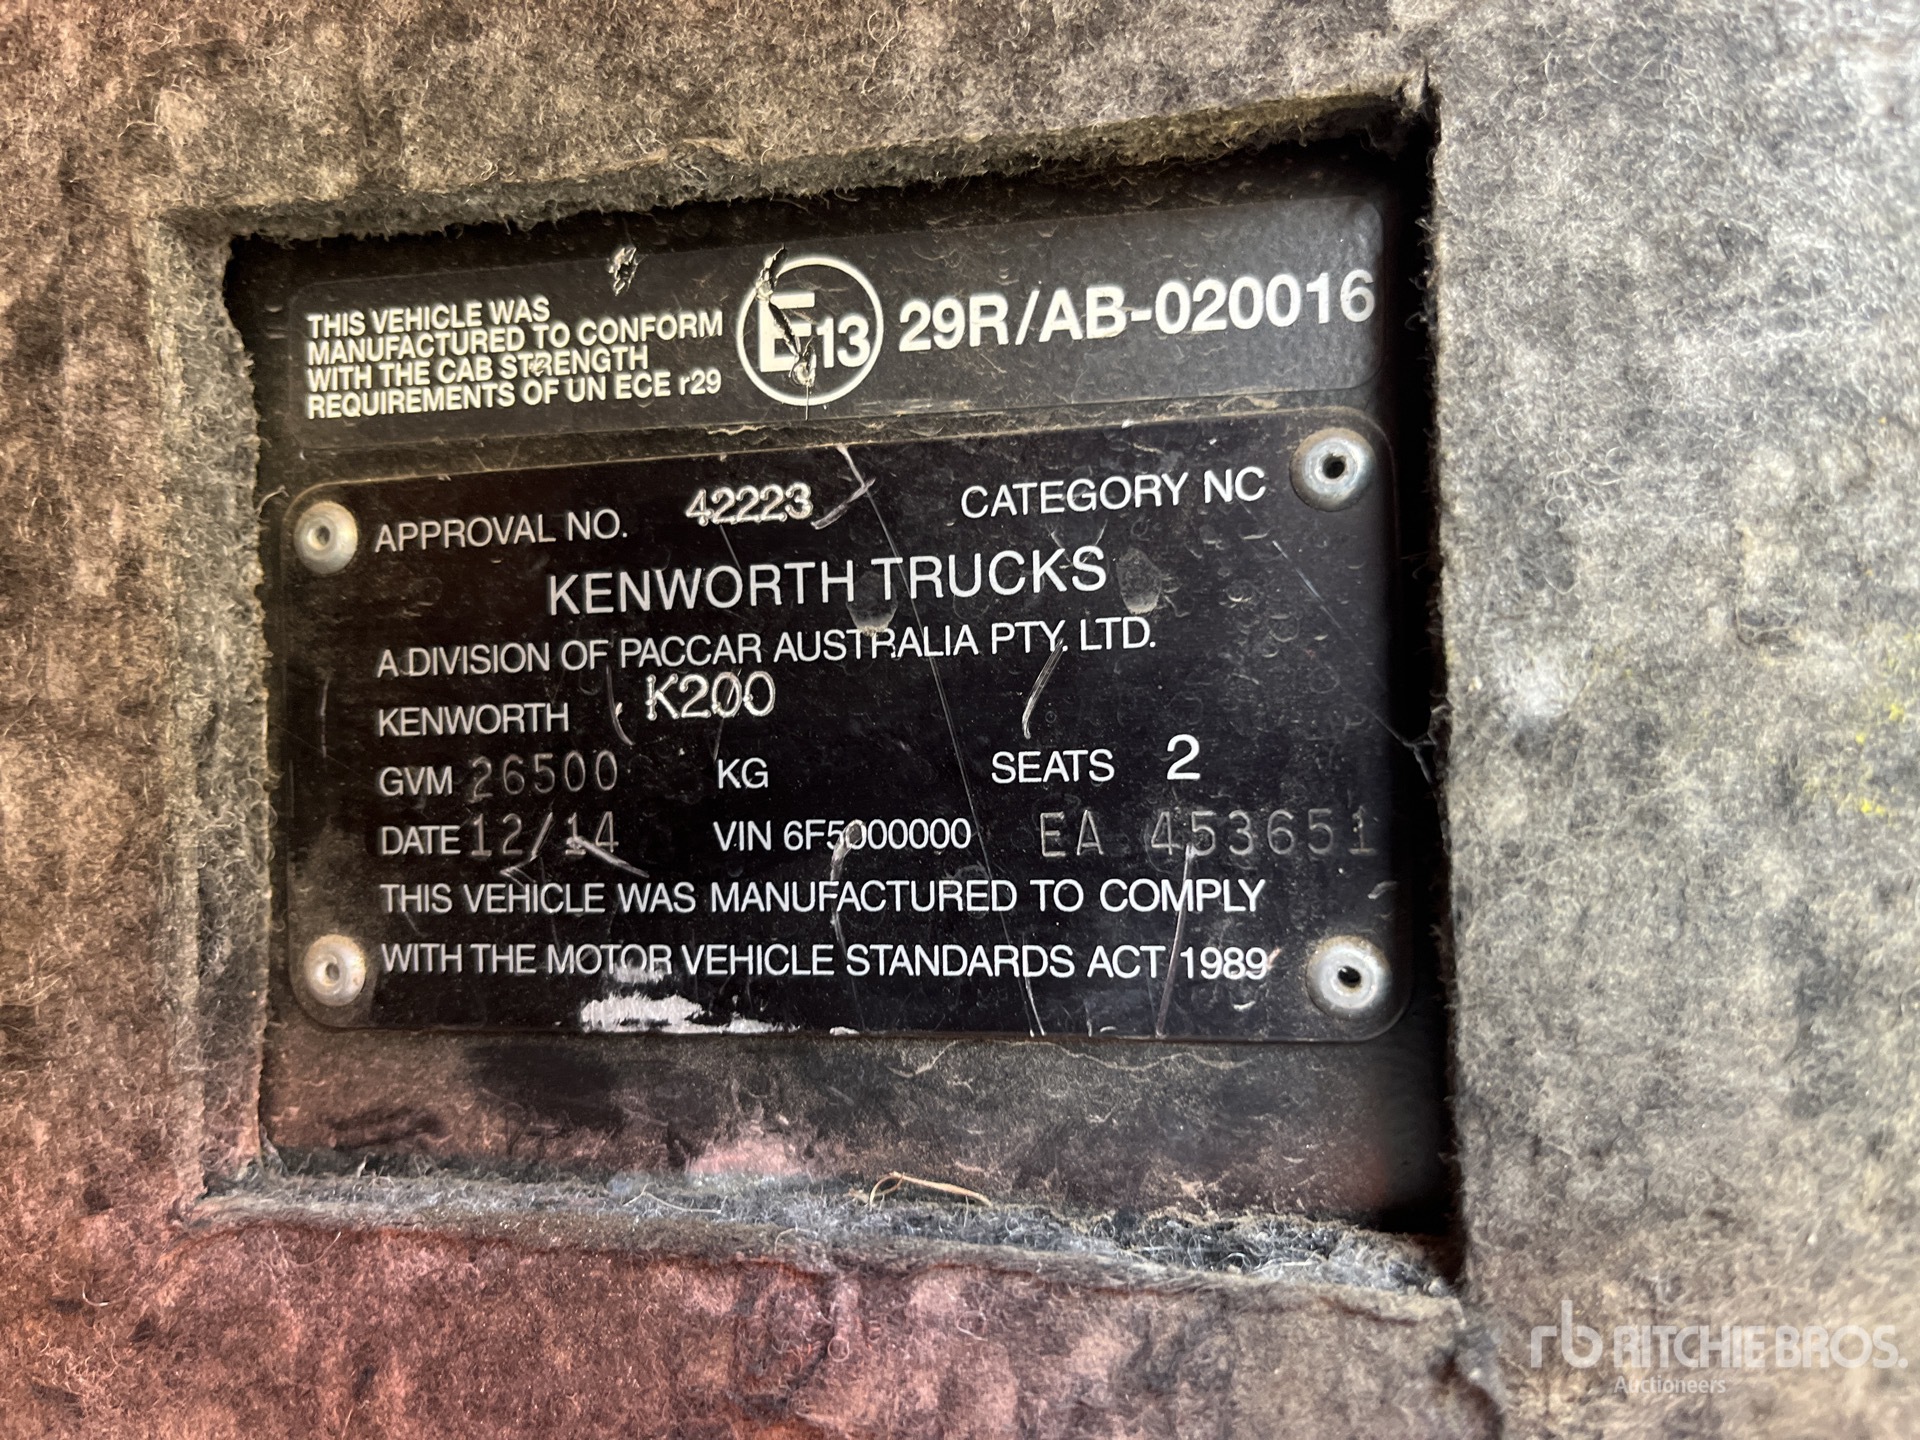 THIS VEHICLE WAS
MANUFACTURED TO CONFORM
WITH THE CAB STRENGTH
REQUIREMENTS OF UN ECE r29
E13 29R/AB-020016
APPROVAL NO. 42223 CATEGORY NC
KENWORTH TRUCKS
A DIVISION OF PACCAR AUSTRALIA PTY. LTD.
KENWORTH K200
GVM 26500 KG SEATS 2
DATE 12/14 VIN 6F5000000 EA 453651
THIS VEHICLE WAS MANUFACTURED TO COMPLY
WITH THE MOTOR VEHICLE STANDARDS ACT 1989
rb RITCHIE BROS.
Auctioneers